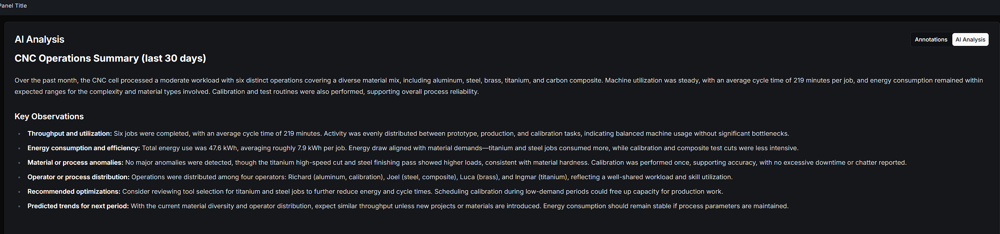 Panel Title
AI Analysis
Annotations AI Analysis
CNC Operations Summary (last 30 days)
Over the past month, the CNC cell processed a moderate workload with six distinct operations covering a diverse material mix, including aluminum, steel, brass, titanium, and carbon composite. Machine utilization was steady, with an average cycle time of 219 minutes per job, and energy consumption remained within
expected ranges for the complexity and material types involved. Calibration and test routines were also performed, supporting overall process reliability.
Key Observations
Throughput and utilization: Six jobs were completed, with an average cycle time of 219 minutes. Activity was evenly distributed between prototype, production, and calibration tasks, indicating balanced machine usage without significant bottlenecks.
Energy consumption and efficiency: Total energy use was 47.6 kWh, averaging roughly 7.9 kWh per job. Energy draw aligned with material demands—titanium and steel jobs consumed more, while calibration and composite test cuts were less intensive.
Material or process anomalies: No major anomalies were detected, though the titanium high-speed cut and steel finishing pass showed higher loads, consistent with material hardness. Calibration was performed once, supporting accuracy, with no excessive downtime or chatter reported.
Operator or process distribution: Operations were distributed among four operators: Richard (aluminum, calibration), Joel (steel, composite), Luca (brass), and Ingmar (titanium), reflecting a well-shared workload and skill utilization.
Recommended optimizations: Consider reviewing tool selection for titanium and steel jobs to further reduce energy and cycle times. Scheduling calibration during low-demand periods could free up capacity for production work.
Predicted trends for next period: With the current material diversity and operator distribution, expect similar throughput unless new projects or materials are introduced. Energy consumption should remain stable if process parameters are maintained.